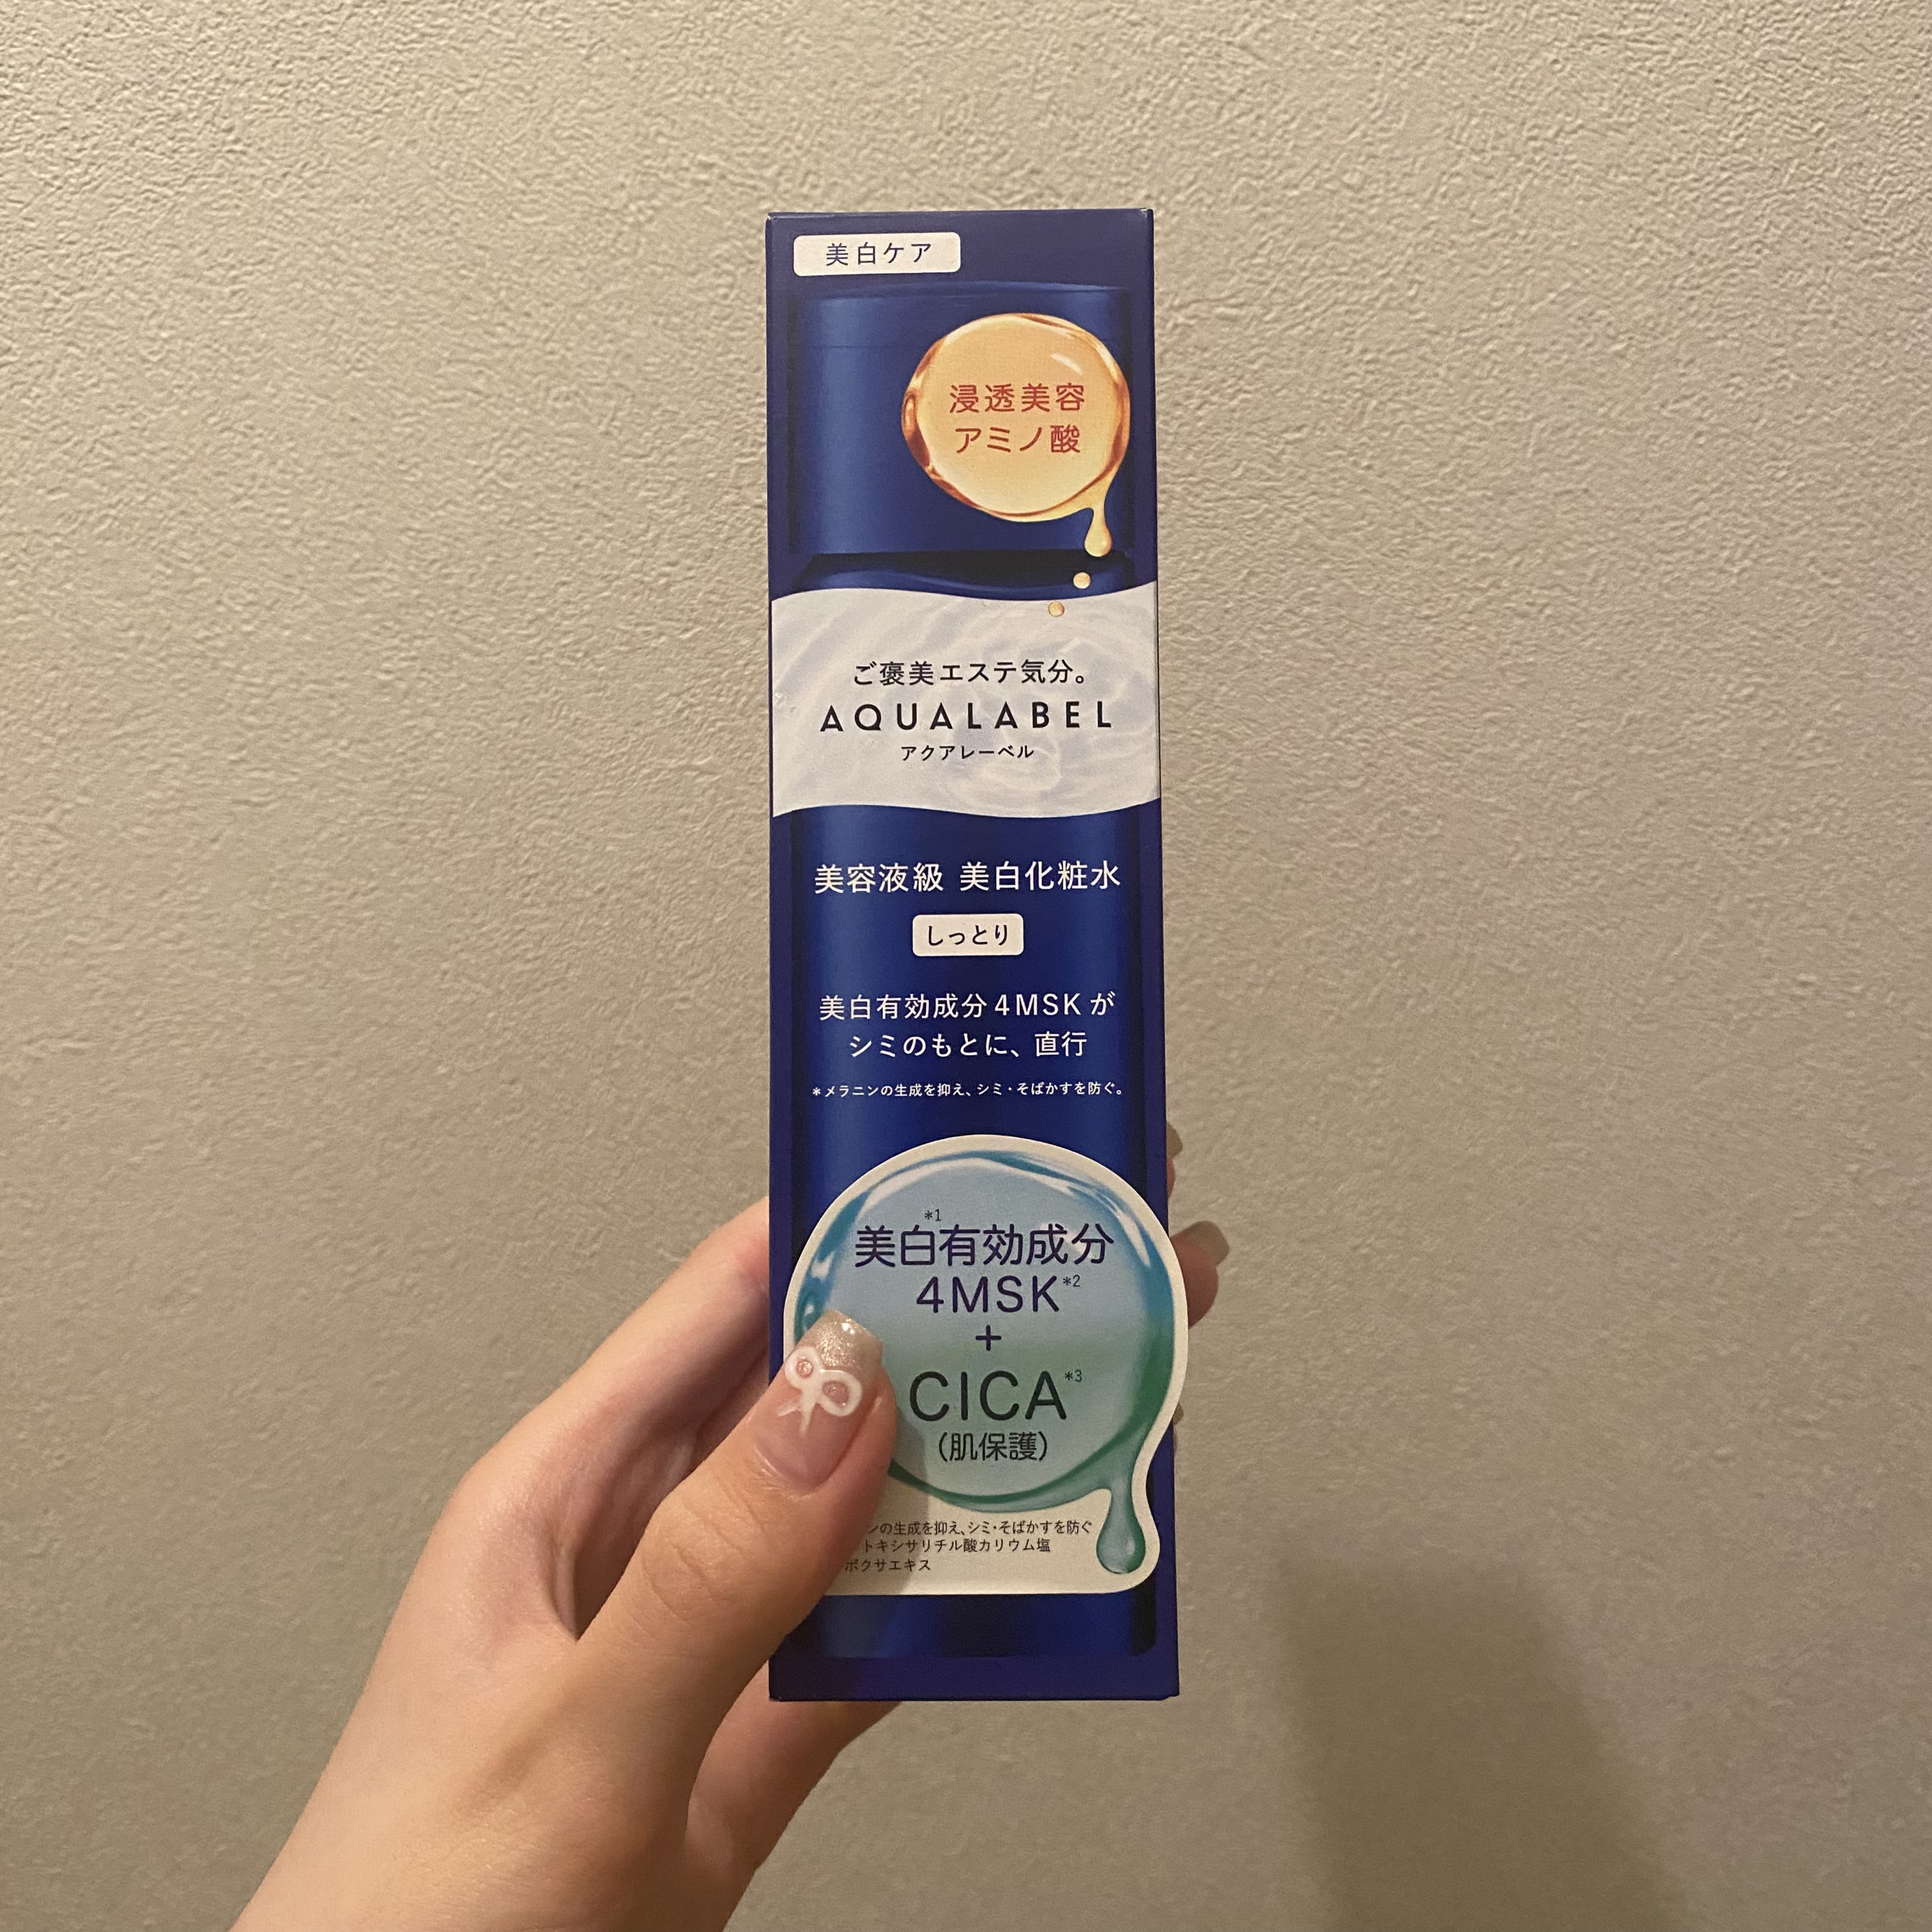 美白ケア
浸透美容
アミノ酸
ご褒美エステ気分。
AQUALABEL
アクアレーベル
美容液級 美白化粧水
しっとり
美白有効成分4MSKが
シミのもとに、直行
*メラニンの生成を抑え、シミ・そばかすを防ぐ。
*1
美白有効成分
4MSK*2
+
CICA*3
(肌保護)
ンの生成を抑え、シミ・そばかすを防ぐ
トキシサリチル酸カリウム塩
ボクサエキス